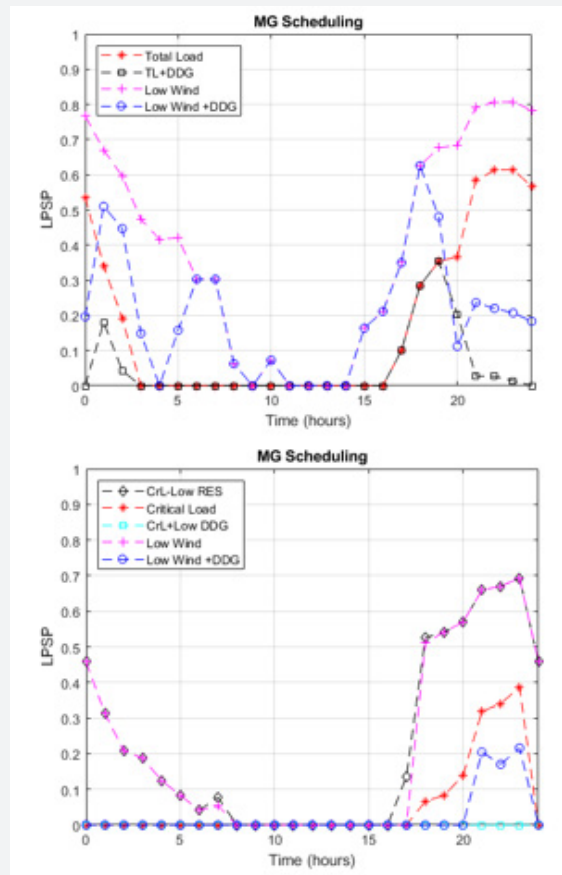 MG Scheduling
1
0.9
0.8
0.7
0.6
0.5
0.4
0.3
0.2
0.1
0
LPSP
Total Load
TL+DDG
Low Wind
Low Wind +DDG
0 5 10 15 20
Time (hours)
MG Scheduling
1
0.9
0.8
0.7
0.6
0.5
0.4
0.3
0.2
0.1
0
LPSP
CrL-Low RES
Critical Load
CrL+Low DDG
Low Wind
Low Wind +DDG
0 5 10 15 20
Time (hours)